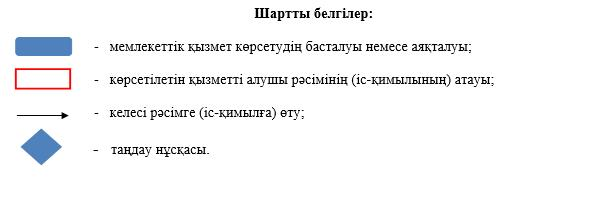 Шартты белгілер:
- мемлекеттік қызмет көрсетудің басталуы немесе аяқталуы;
- көрсетілетін қызметті алушы рәсімінің (іс-қимылының) атауы;
- келесі рәсімге (іс-қимылға) өту;
- таңдау нұсқасы.